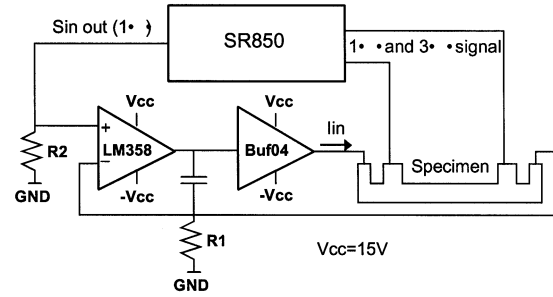 Sin out (1•  )
SR850
1•  • and 3•  • signal
Vcc
Vcc
Iin
+
LM358
−
Buf04
Specimen
R2
GND
-Vcc
-Vcc
R1
GND
Vcc=15V